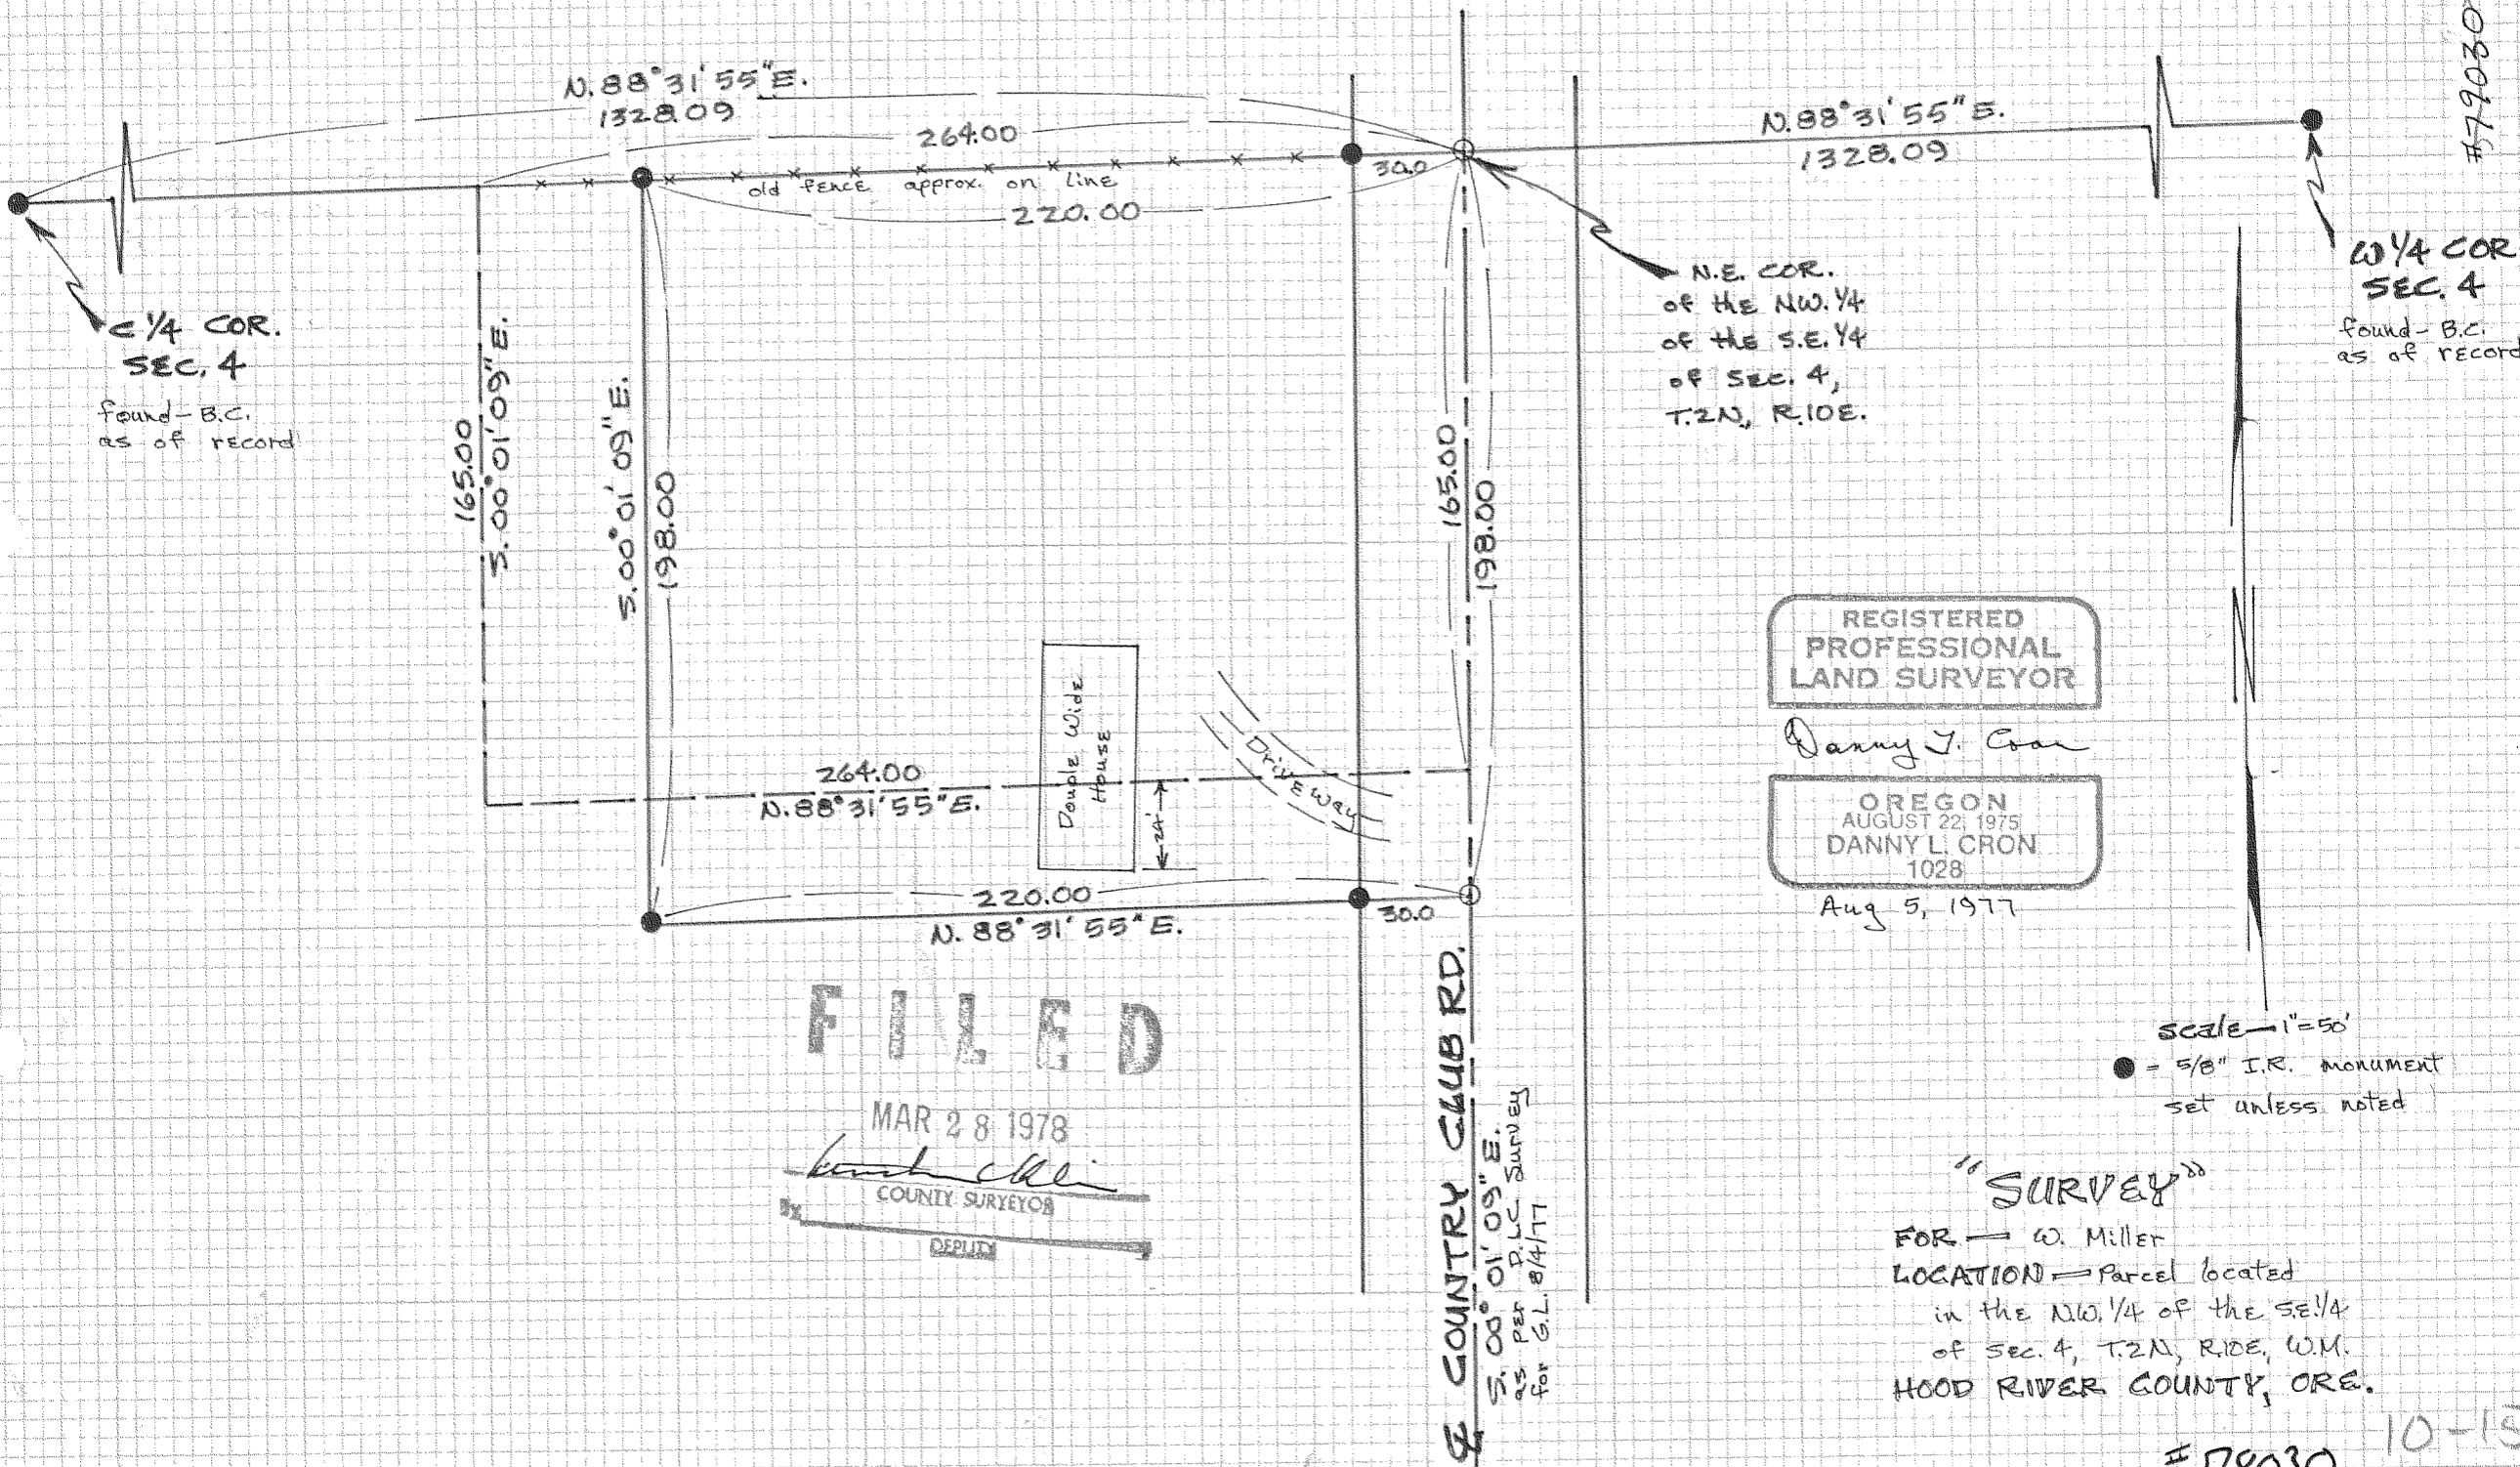 #79030
N. 88° 31' 55" E.
1328.09
264.00
old fence approx. on line
220.00
30.0
N. 88° 31' 55" E.
1328.09
C 1/4 COR.
SEC. 4
found - B.C.
as of record
N.E. COR.
of the NW. 1/4
of the S.E. 1/4
of Sec. 4,
T.2N, R.10E.
W 1/4 COR
SEC. 4
found - B.C.
as of record
165.00
S. 00° 01' 09" E.
S. 00° 01' 09" E.
198.00
165.00
198.00
N
Double Wide
House
Driveway
24'
264.00
N. 88° 31' 55" E.
220.00
N. 88° 31' 55" E.
30.0
REGISTERED
PROFESSIONAL
LAND SURVEYOR
OREGON
AUGUST 22, 1975
DANNY L. CRON
1028
Aug 5, 1977
FILED
MAR 28 1978
COUNTY SURVEYOR
By
DEPUTY
℄ COUNTRY CLUB RD.
S. 00° 01' 09" E.
as per D.L.C Survey
for G.L. 8/4/77
scale — 1"=50'
● - 5/8" I.R. monument
set unless noted
"SURVEY"
FOR — W. Miller
LOCATION — Parcel located
in the N.W. 1/4 of the S.E. 1/4
of Sec. 4, T.2N, R.10E, W.M.
HOOD RIVER COUNTY, ORE.